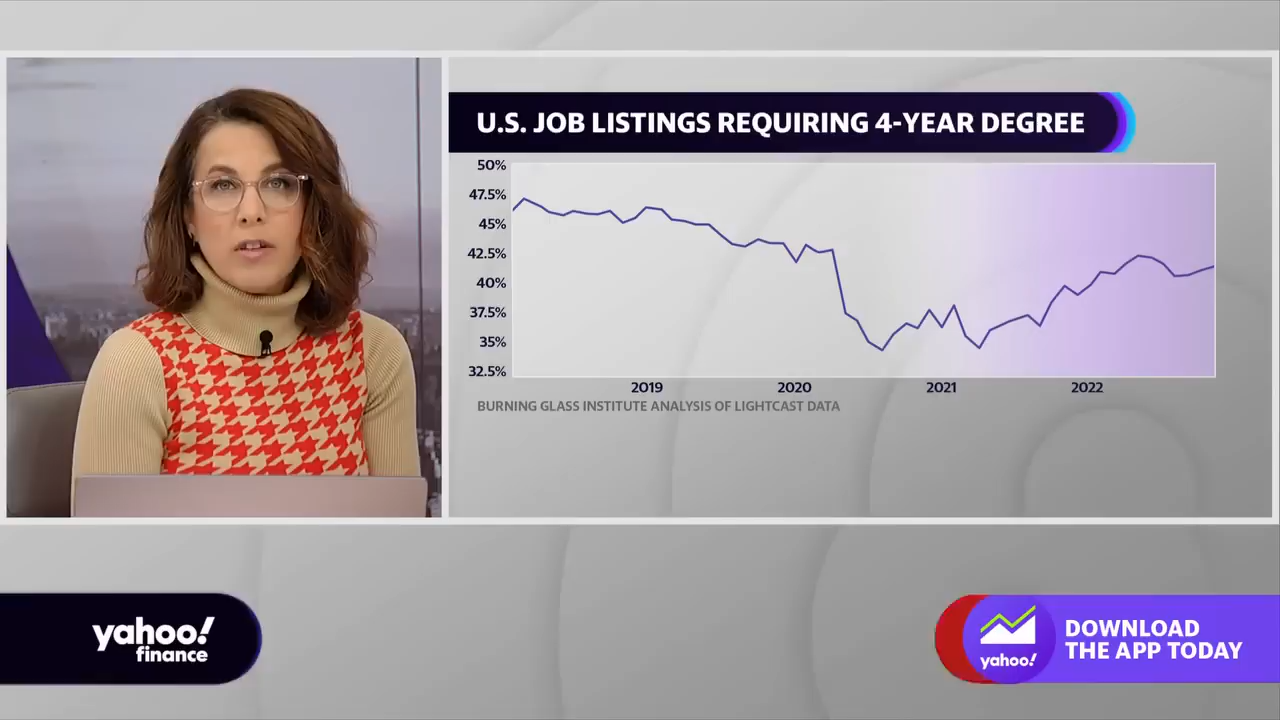 U.S. JOB LISTINGS REQUIRING 4-YEAR DEGREE
50%
47.5%
45%
42.5%
40%
37.5%
35%
32.5%
2019 2020 2021 2022
BURNING GLASS INSTITUTE ANALYSIS OF LIGHTCAST DATA
yahoo!
finance
yahoo!
DOWNLOAD
THE APP TODAY